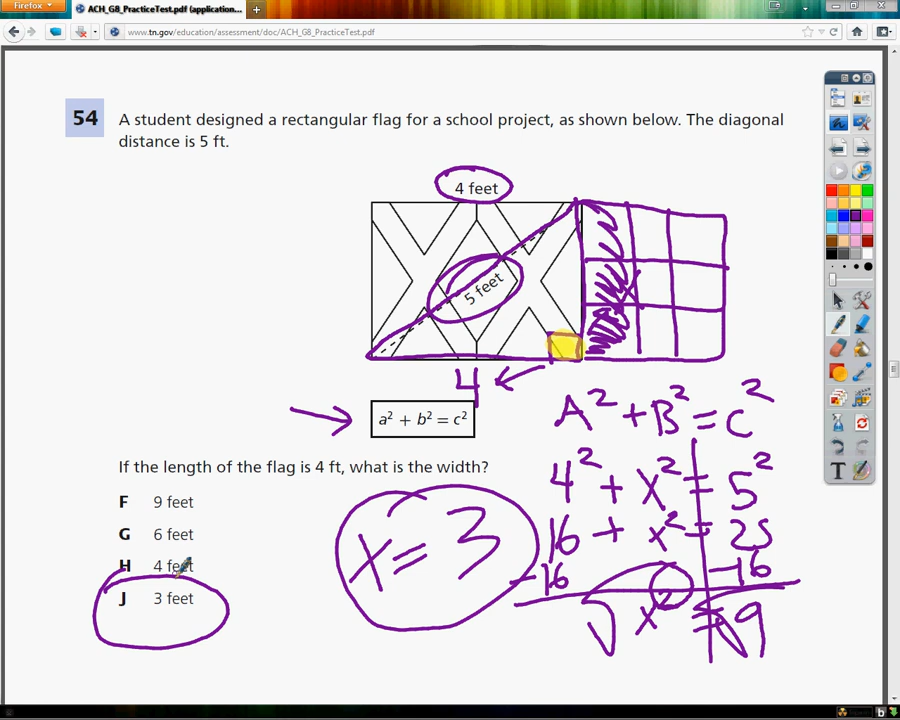 Firefox
ACH_G8_PracticeTest.pdf (application...
www.tn.gov/education/assessment/doc/ACH_G8_PracticeTest.pdf
54 A student designed a rectangular flag for a school project, as shown below. The diagonal
distance is 5 ft.
4 feet
5 feet
X
4
a² + b² = c²
A² + B² = C²
4² + x² = 5²
16 + x² = 25
-16 -16
√x² = √9
x = 3
If the length of the flag is 4 ft, what is the width?
F 9 feet
G 6 feet
H 4 feet
J 3 feet
T